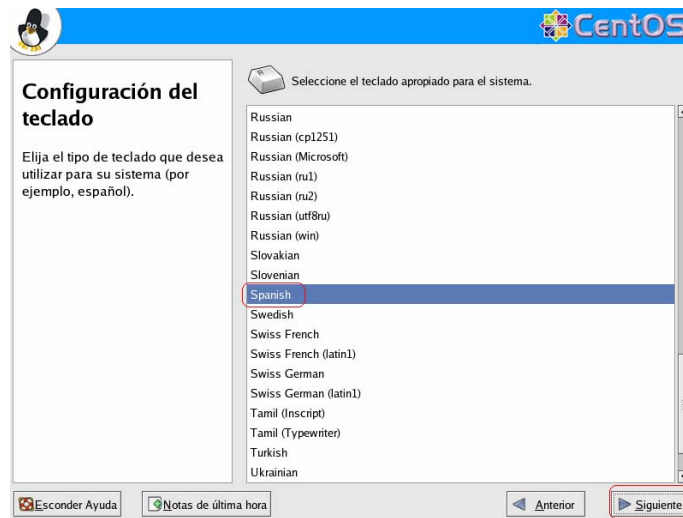 CentOS
Configuración del
teclado
Elija el tipo de teclado que desea
utilizar para su sistema (por
ejemplo, español).
Seleccione el teclado apropiado para el sistema.
Russian
Russian (cp1251)
Russian (Microsoft)
Russian (ru1)
Russian (ru2)
Russian (utf8ru)
Russian (win)
Slovakian
Slovenian
Spanish
Swedish
Swiss French
Swiss French (latin1)
Swiss German
Swiss German (latin1)
Tamil (Inscript)
Tamil (Typewriter)
Turkish
Ukrainian
Esconder Ayuda
Notas de última hora
Anterior
Siguiente